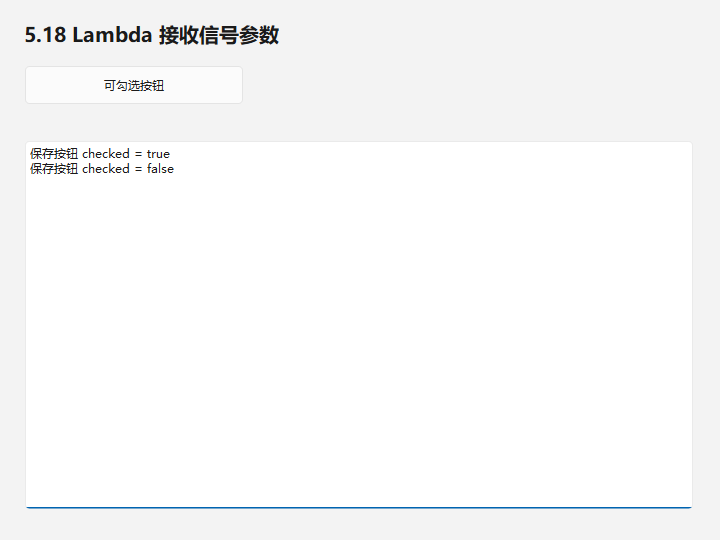 5.18 Lambda 接收信号参数
可勾选按钮
保存按钮 checked = true
保存按钮 checked = false